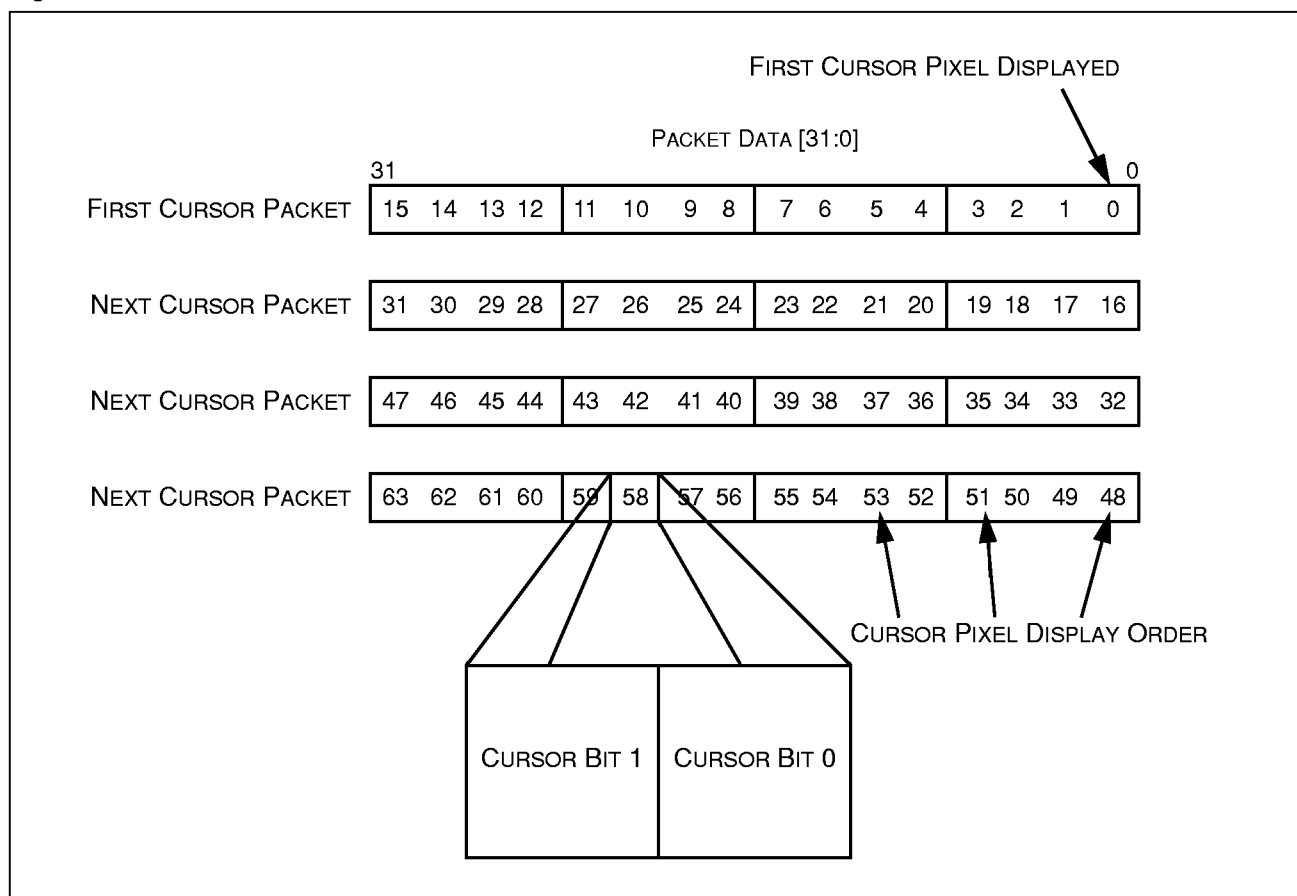 FIRST CURSOR PIXEL DISPLAYED
PACKET DATA [31:0]
31 0
FIRST CURSOR PACKET 15 14 13 12 11 10 9 8 7 6 5 4 3 2 1 0
NEXT CURSOR PACKET 31 30 29 28 27 26 25 24 23 22 21 20 19 18 17 16
NEXT CURSOR PACKET 47 46 45 44 43 42 41 40 39 38 37 36 35 34 33 32
NEXT CURSOR PACKET 63 62 61 60 59 58 57 56 55 54 53 52 51 50 49 48
CURSOR PIXEL DISPLAY ORDER
CURSOR BIT 1 CURSOR BIT 0